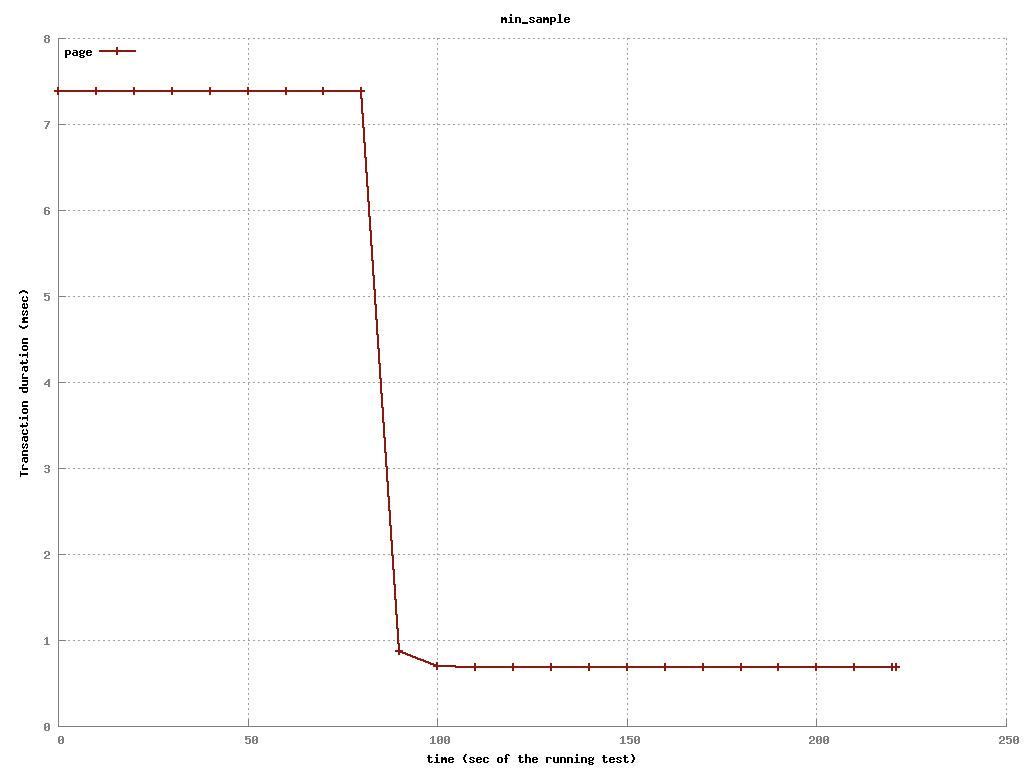 min_sample
page
8
7
6
5
4
3
2
1
0
Transaction duration (msec)
0 50 100 150 200 250
time (sec of the running test)